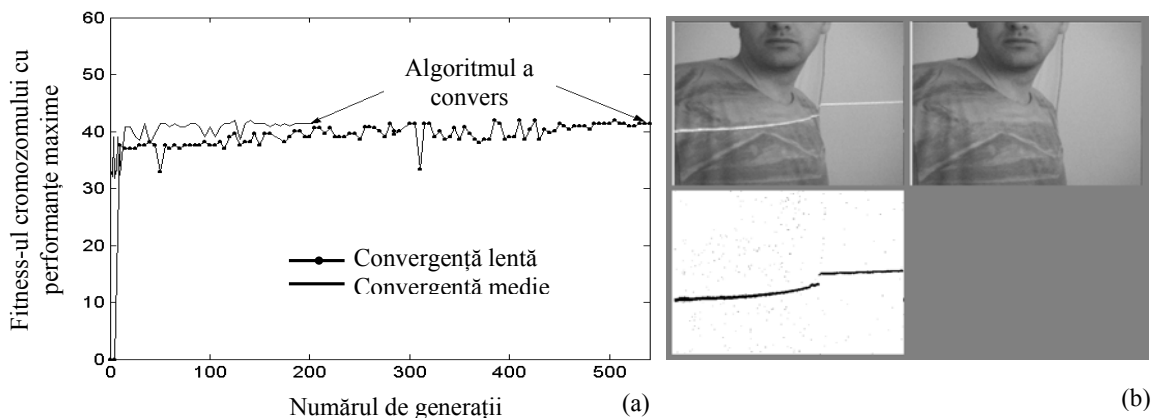 Fitness-ul cromozomului cu
performanțe maxime
60
50
40
30
20
10
0
Algoritmul a
convers
Convergență lentă
Convergentă medie
0
100
200
300
400
500
Numărul de generații
(a)
(b)